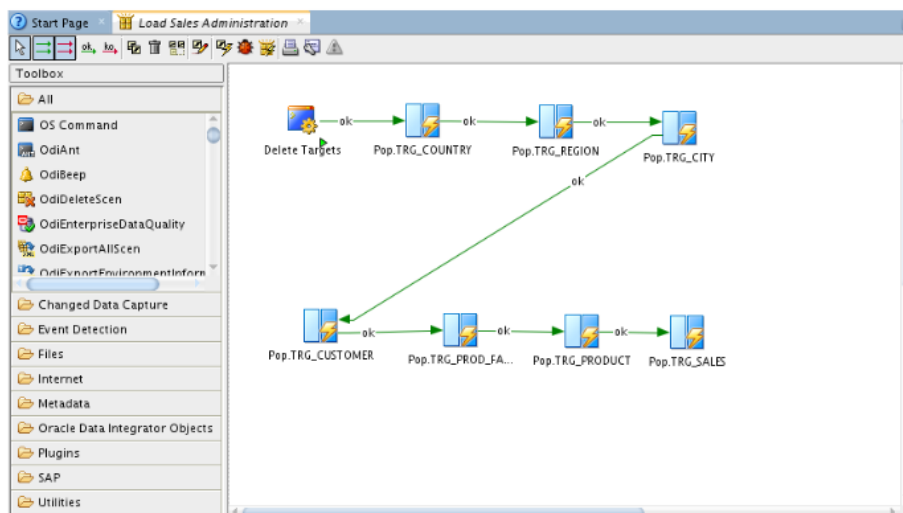 Start Page
Load Sales Administration
ok
ko
Toolbox
All
OS Command
OdiAnt
OdiBeep
OdiDeleteScen
OdiEnterpriseDataQuality
OdiExportAllScen
OdiExportEnvironmentInform
Changed Data Capture
Event Detection
Files
Internet
Metadata
Oracle Data Integrator Objects
Plugins
SAP
Utilities
ok
ok
ok
Delete Targets
Pop.TRG_COUNTRY
Pop.TRG_REGION
Pop.TRG_CITY
ok
ok
ok
ok
Pop.TRG_CUSTOMER
Pop.TRG_PROD_FA...
Pop.TRG_PRODUCT
Pop.TRG_SALES